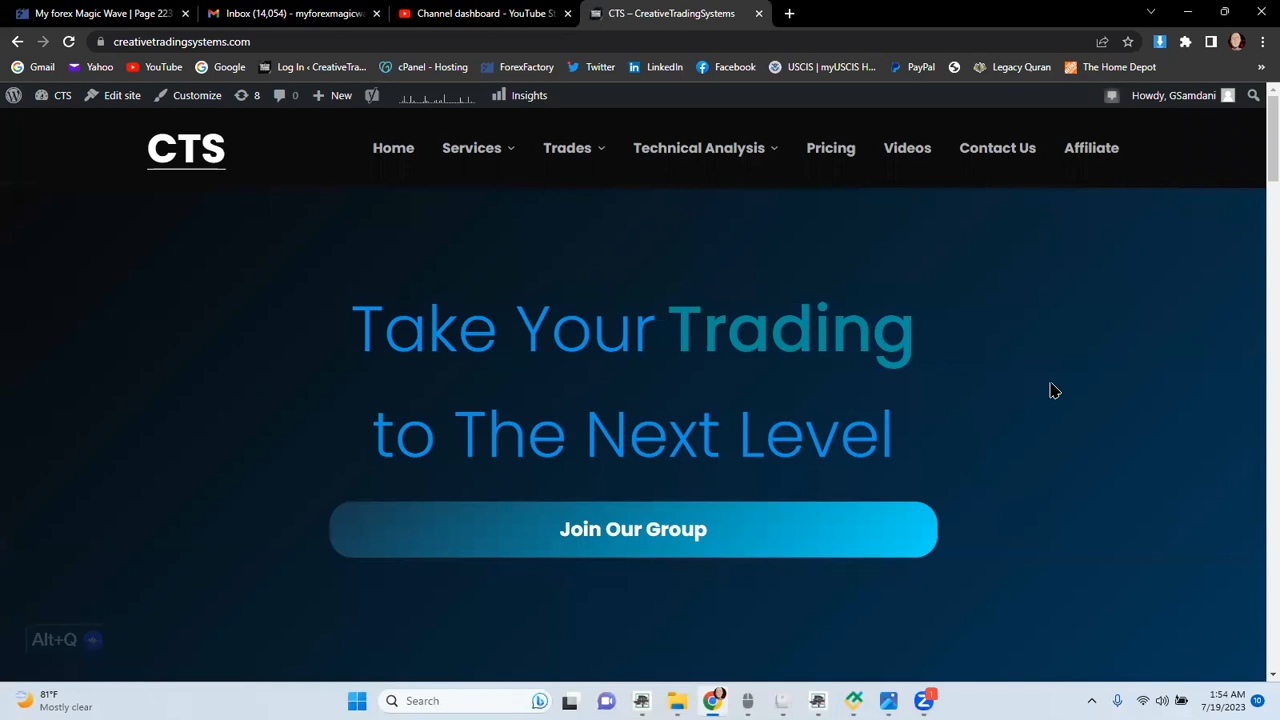 My forex Magic Wave | Page 223
Inbox (14,054) - myforexmagicw
Channel dashboard - YouTube S
CTS – CreativeTradingSystems
creativetradingsystems.com
Gmail
Yahoo
YouTube
Google
Log In ‹ CreativeTra...
cPanel - Hosting
ForexFactory
Twitter
LinkedIn
Facebook
USCIS | myUSCIS H...
PayPal
Legacy Quran
The Home Depot
»
CTS
Edit site
Customize
8
0
+ New
Insights
Howdy, GSamdani
CTS
Home
Services
Trades
Technical Analysis
Pricing
Videos
Contact Us
Affiliate
Take Your Trading
to The Next Level
Join Our Group
Alt+Q
81°F
Mostly clear
Search
1
1:54 AM
7/19/2023
10